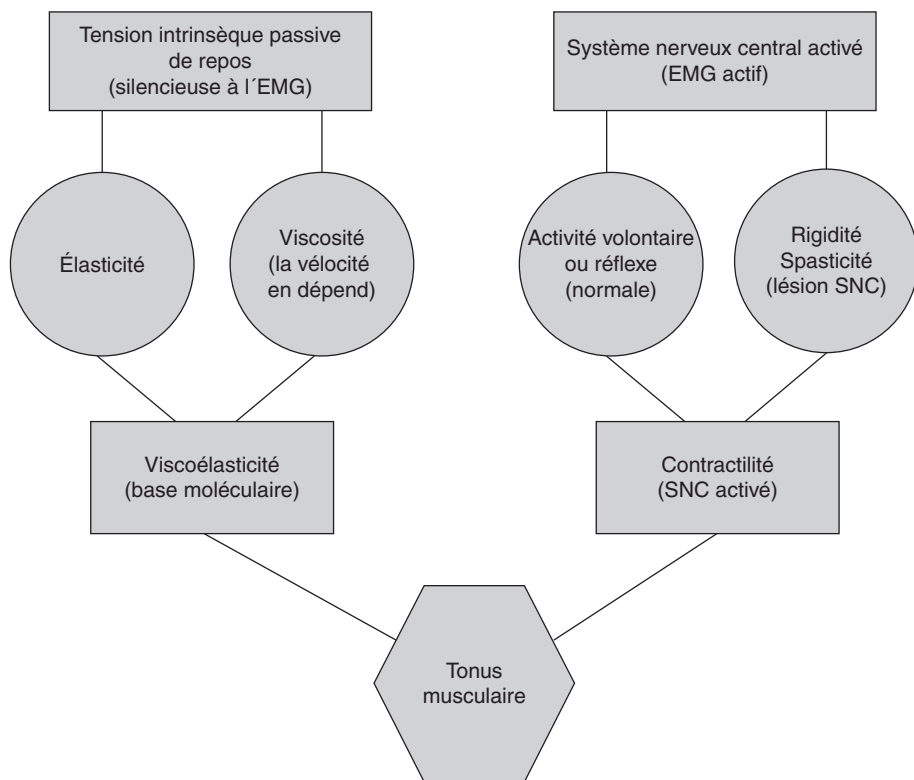 Tension intrinsèque passive
de repos
(silencieuse à l´EMG)
Système nerveux central activé
(EMG actif)
Élasticité
Viscosité
(la vélocité
en dépend)
Activité volontaire
ou réflexe
(normale)
Rigidité
Spasticité
(lésion SNC)
Viscoélasticité
(base moléculaire)
Contractilité
(SNC activé)
Tonus
musculaire